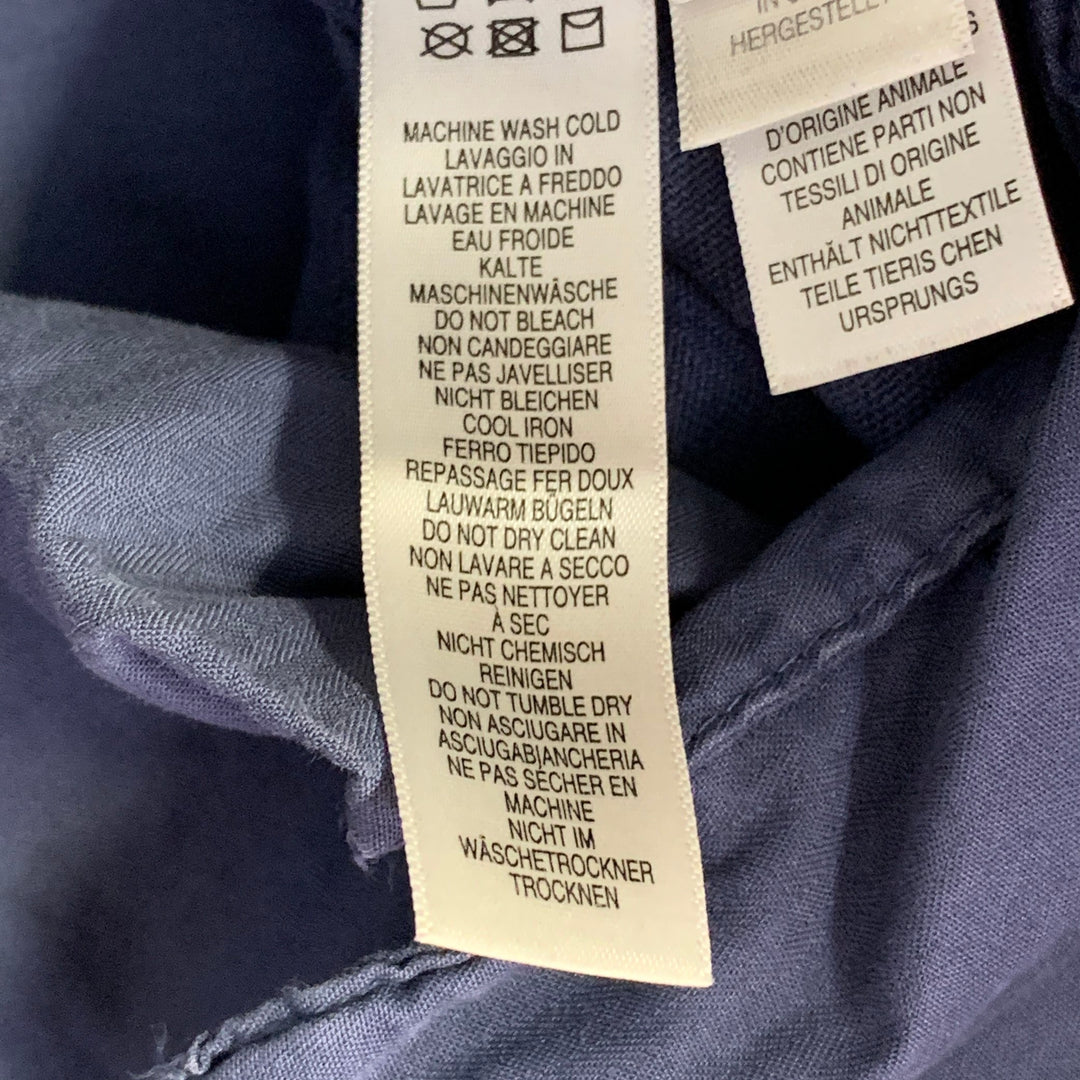 MACHINE WASH COLD
LAVAGGIO IN
LAVATRICE A FREDDO
LAVAGE EN MACHINE
EAU FROIDE
KALTE
MASCHINENWÄSCHE
DO NOT BLEACH
NON CANDEGGIARE
NE PAS JAVELLISER
NICHT BLEICHEN
COOL IRON
FERRO TIEPIDO
REPASSAGE FER DOUX
LAUWARM BÜGELN
DO NOT DRY CLEAN
NON LAVARE A SECCO
NE PAS NETTOYER
À SEC
NICHT CHEMISCH
REINIGEN
DO NOT TUMBLE DRY
NON ASCIUGARE IN
ASCIUGABIANCHERIA
NE PAS SÉCHER EN
MACHINE
NICHT IM
WÄSCHETROCKNER
TROCKNEN
HERGESTELLT
D'ORIGINE ANIMALE
CONTIENE PARTI NON
TESSILI DI ORIGINE
ANIMALE
ENTHÄLT NICHTTEXTILE
TEILE TIERIS CHEN
URSPRUNGS